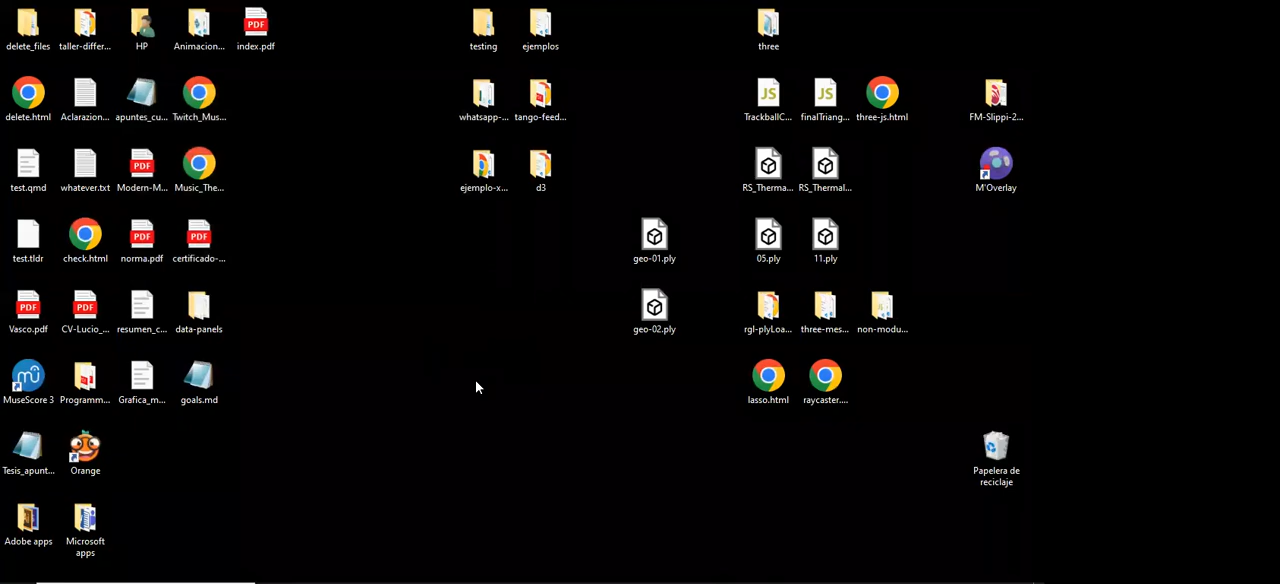 delete_files taller-differ... HP Animacion... index.pdf testing ejemplos three
delete.html Aclarazion... apuntes_cu... Twitch_Mus... whatsapp-... tango-feed... TrackballC... finalTriang... three-js.html FM-Slippi-2...
test.qmd whatever.txt Modern-M... Music_The... ejemplo-x... d3 RS_Therma... RS_Thermal... M'Overlay
test.tldr check.html norma.pdf certificado-... geo-01.ply 05.ply 11.ply
Vasco.pdf CV-Lucio_... resumen_c... data-panels geo-02.ply rgl-plyLoa... three-mes... non-modu...
MuseScore 3 Programm... Grafica_m... goals.md lasso.html raycaster....
Tesis_apunt... Orange Papelera de
reciclaje
Adobe apps Microsoft
apps